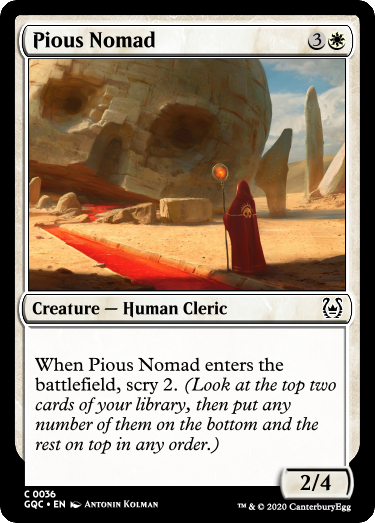 Pious Nomad 3
Creature — Human Cleric
When Pious Nomad enters the
battlefield, scry 2. (Look at the top two
cards of your library, then put any
number of them on the bottom and the
rest on top in any order.)
2/4
C 0036
GQC • EN Antonin Kolman
™ & © 2020 CanterburyEgg